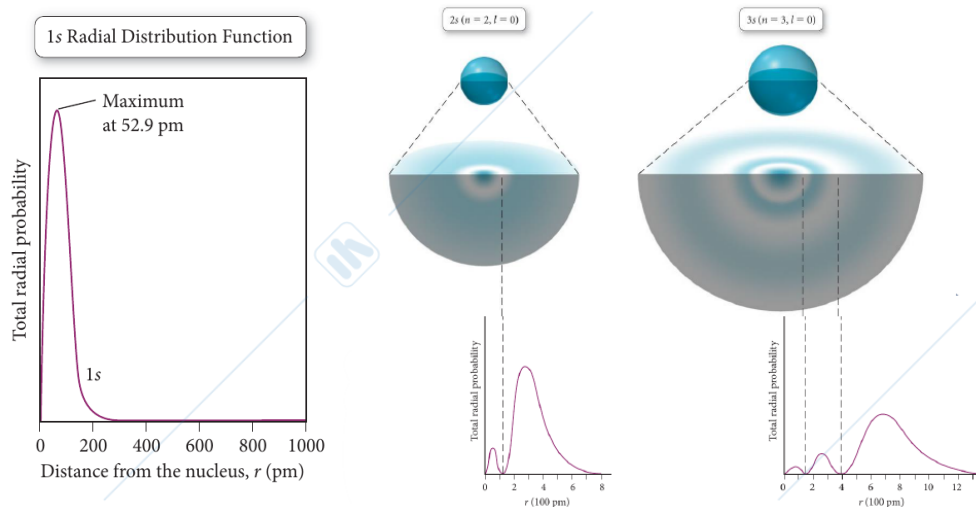 1s Radial Distribution Function
Maximum
at 52.9 pm
Total radial probability
1s
0 200 400 600 800 1000
Distance from the nucleus, r (pm)
2s (n = 2, l = 0)
Total radial probability
0 2 4 6 8
r (100 pm)
3s (n = 3, l = 0)
Total radial probability
0 2 4 6 8 10 12
r (100 pm)